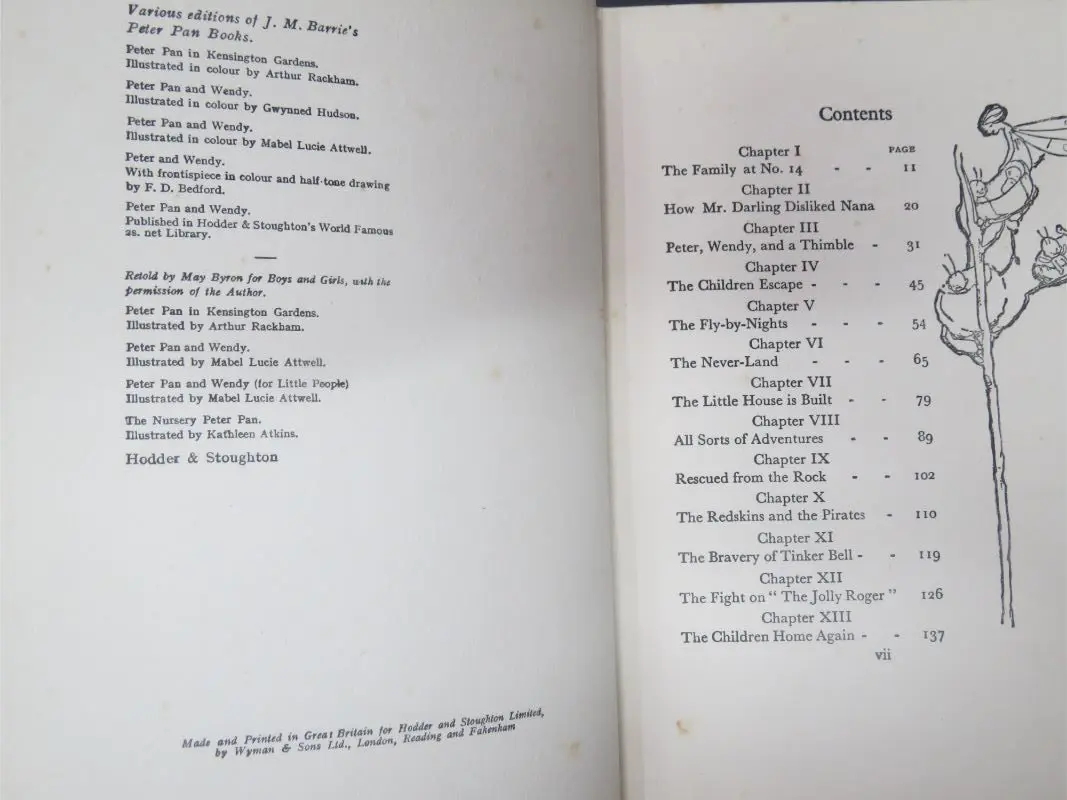 Various editions of J. M. Barrie's
Peter Pan Books.
Peter Pan in Kensington Gardens.
Illustrated in colour by Arthur Rackham.
Peter Pan and Wendy.
Illustrated in colour by Gwynned Hudson.
Peter Pan and Wendy.
Illustrated in colour by Mabel Lucie Attwell.
Peter and Wendy.
With frontispiece in colour and half-tone drawing
by F. D. Bedford.
Peter Pan and Wendy.
Published in Hodder & Stoughton's World Famous
2s. net Library.
Retold by May Byron for Boys and Girls, with the
permission of the Author.
Peter Pan in Kensington Gardens.
Illustrated by Arthur Rackham.
Peter Pan and Wendy.
Illustrated by Mabel Lucie Attwell.
Peter Pan and Wendy (for Little People)
Illustrated by Mabel Lucie Attwell.
The Nursery Peter Pan.
Illustrated by Kathleen Atkins.
Hodder & Stoughton
Made and Printed in Great Britain for Hodder and Stoughton Limited,
by Wyman & Sons Ltd., London, Reading and Fakenham
Contents
Chapter I PAGE
The Family at No. 14 - - 11
Chapter II
How Mr. Darling Disliked Nana 20
Chapter III
Peter, Wendy, and a Thimble - 31
Chapter IV
The Children Escape - - - 45
Chapter V
The Fly-by-Nights - - - 54
Chapter VI
The Never-Land - - - 65
Chapter VII
The Little House is Built - - 79
Chapter VIII
All Sorts of Adventures - - 89
Chapter IX
Rescued from the Rock - - 102
Chapter X
The Redskins and the Pirates - 110
Chapter XI
The Bravery of Tinker Bell - - 119
Chapter XII
The Fight on "The Jolly Roger" 126
Chapter XIII
The Children Home Again - - 137
vii